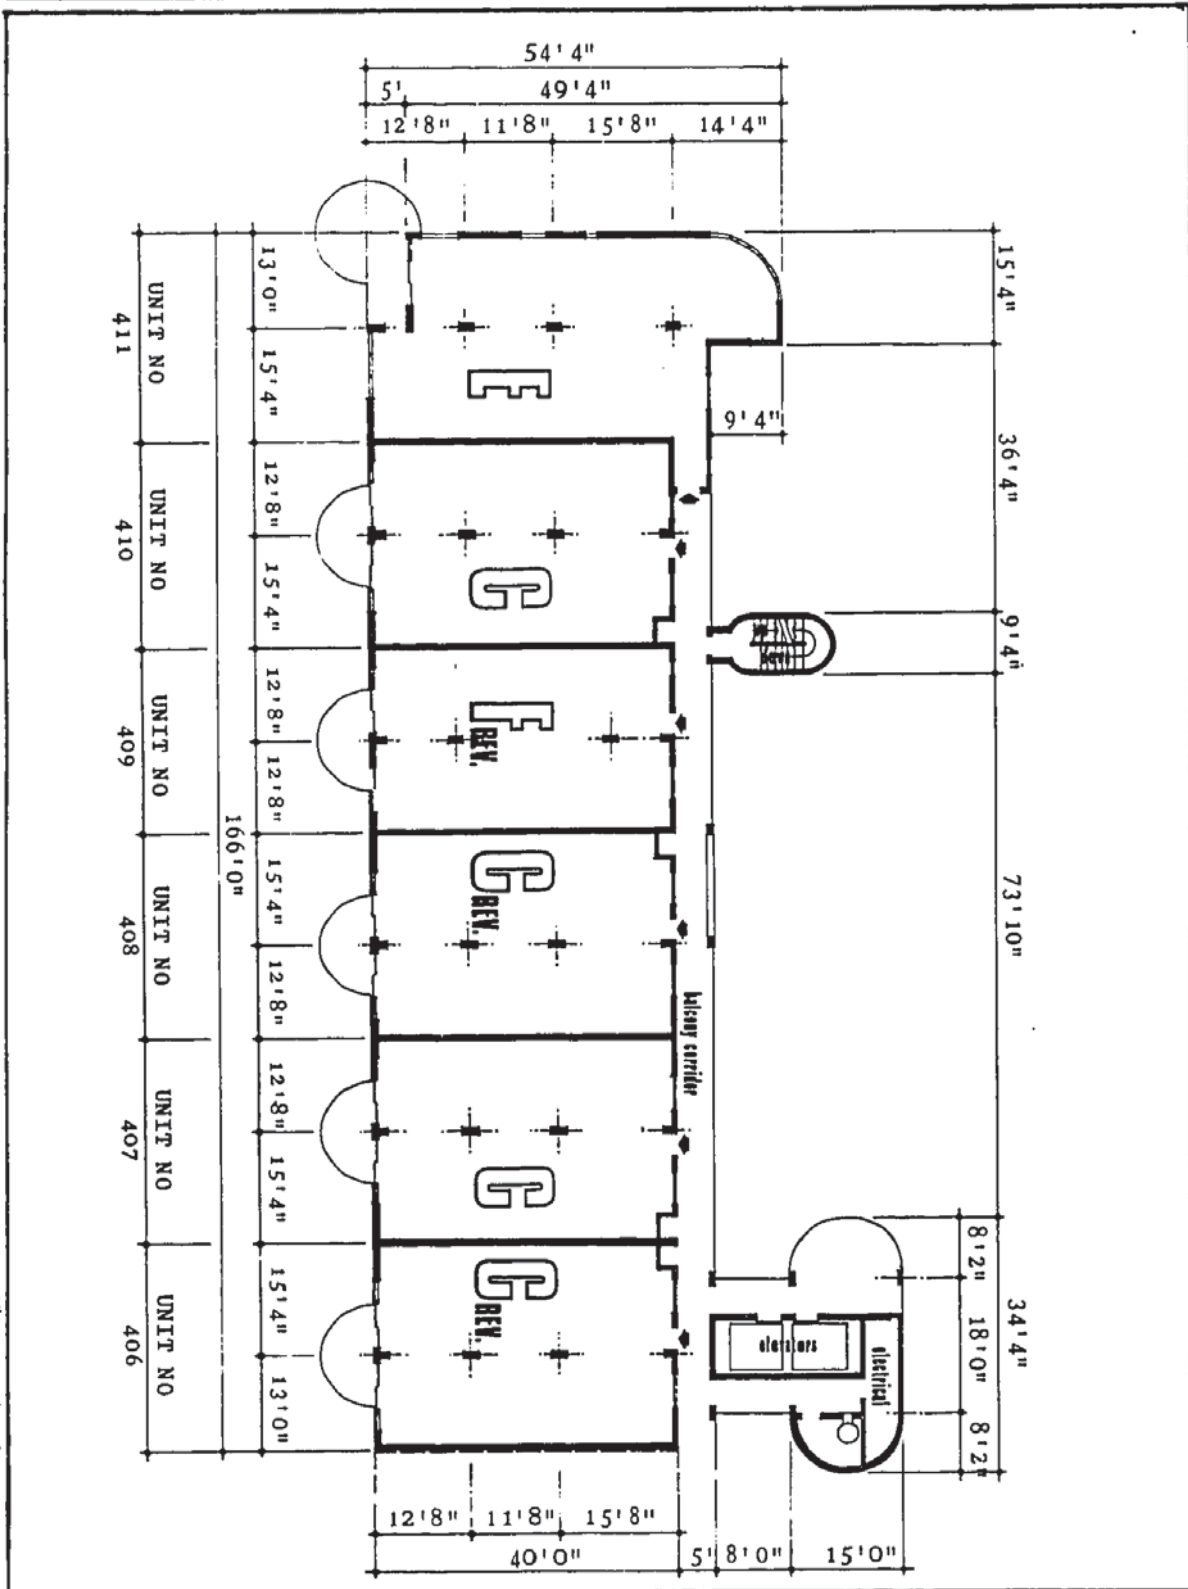 54'4"
5' 49'4"
12'8" 11'8" 15'8" 14'4"
15'4"
36'4"
9'4"
73'10"
34'4"
8'2"
18'0"
8'2"
9'4"
13'0"
15'4"
12'8"
15'4"
12'8"
12'8"
15'4"
12'8"
12'8"
15'4"
15'4"
13'0"
166'0"
UNIT NO
411
UNIT NO
410
UNIT NO
409
UNIT NO
408
UNIT NO
407
UNIT NO
406
E
C
E
REV.
C
REV.
C
C
REV.
balcony corridor
elevators
electrical
12'8" 11'8" 15'8"
40'0" 5' 8'0" 15'0"